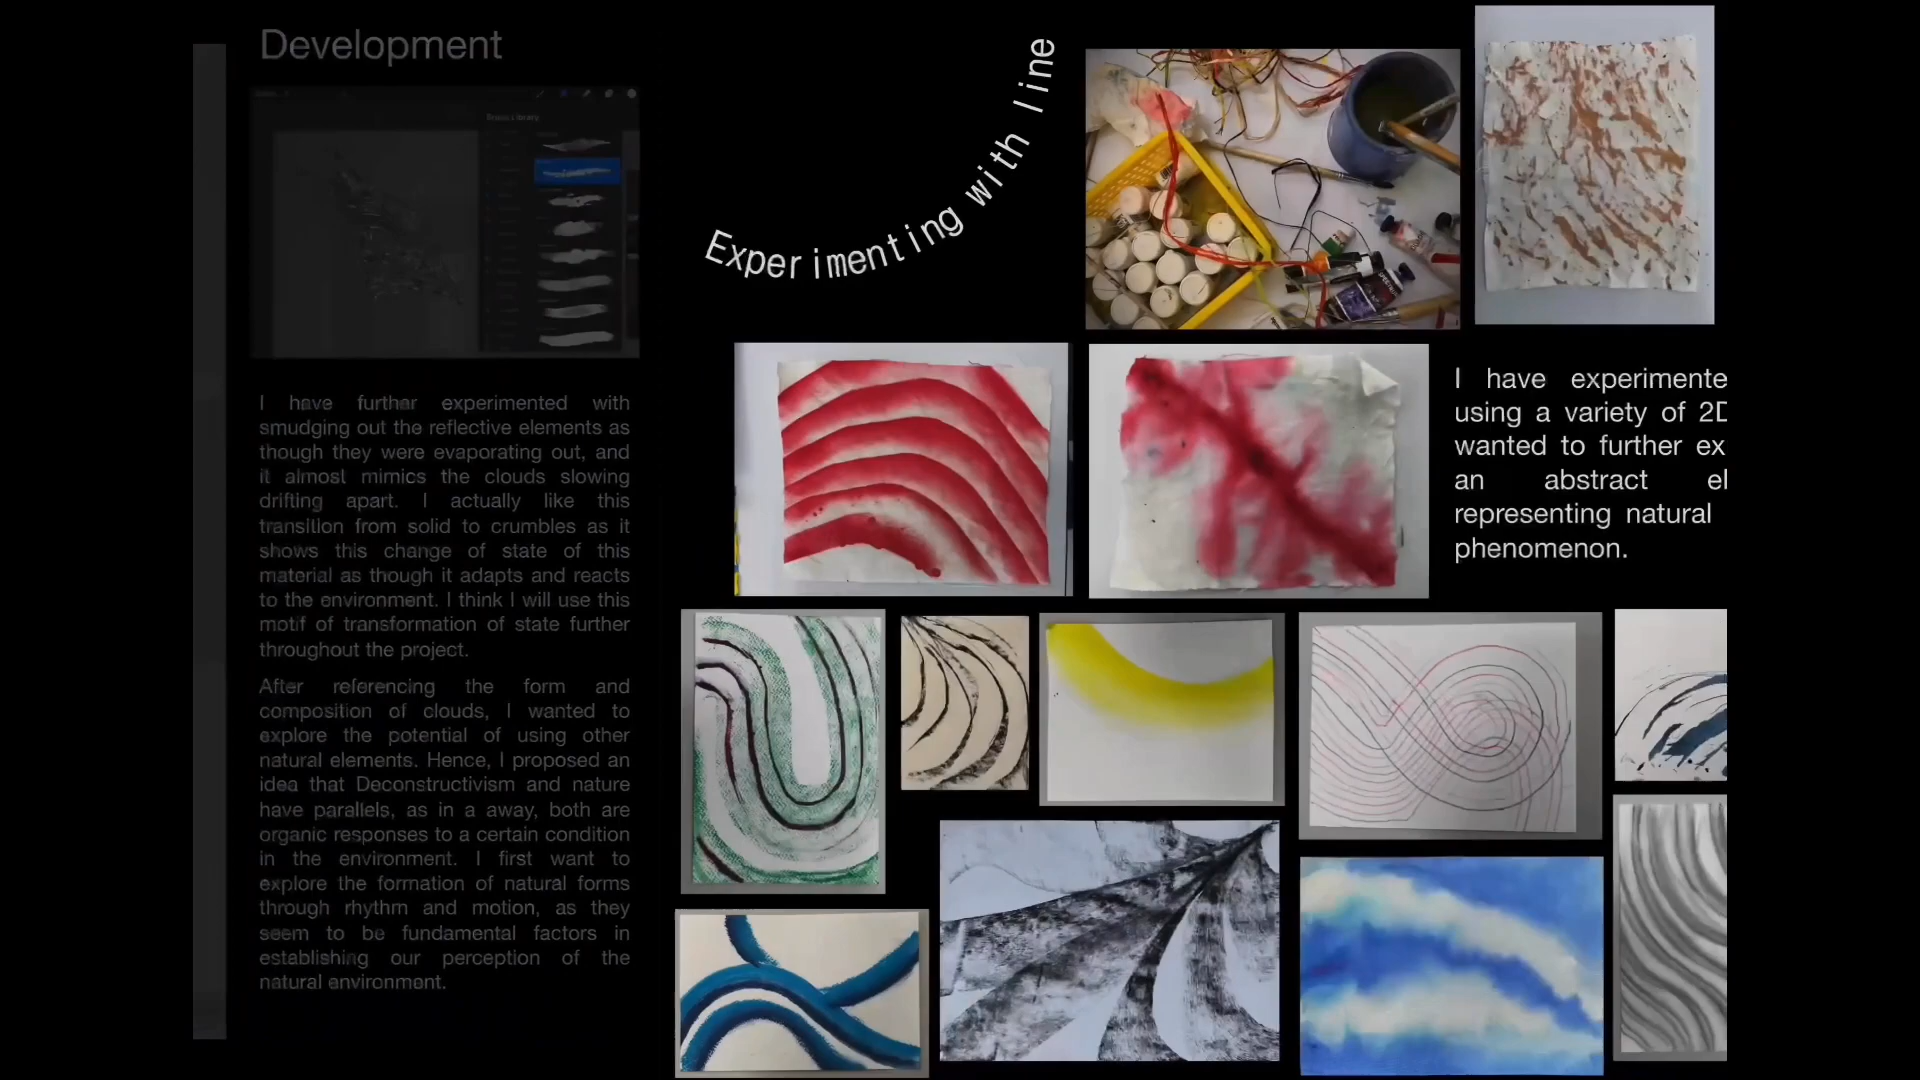 Development
Brush Library
I have further experimented with
smudging out the reflective elements as
though they were evaporating out, and
it almost mimics the clouds slowing
drifting apart. I actually like this
transition from solid to crumbles as it
shows this change of state of this
material as though it adapts and reacts
to the environment. I think I will use this
motif of transformation of state further
throughout the project.
After referencing the form and
composition of clouds, I wanted to
explore the potential of using other
natural elements. Hence, I proposed an
idea that Deconstructivism and nature
have parallels, as in a away, both are
organic responses to a certain condition
in the environment. I first want to
explore the formation of natural forms
through rhythm and motion, as they
seem to be fundamental factors in
establishing our perception of the
natural environment.
Experimenting with line
I have experimente
using a variety of 2D
wanted to further ex
an abstract el
representing natural
phenomenon.